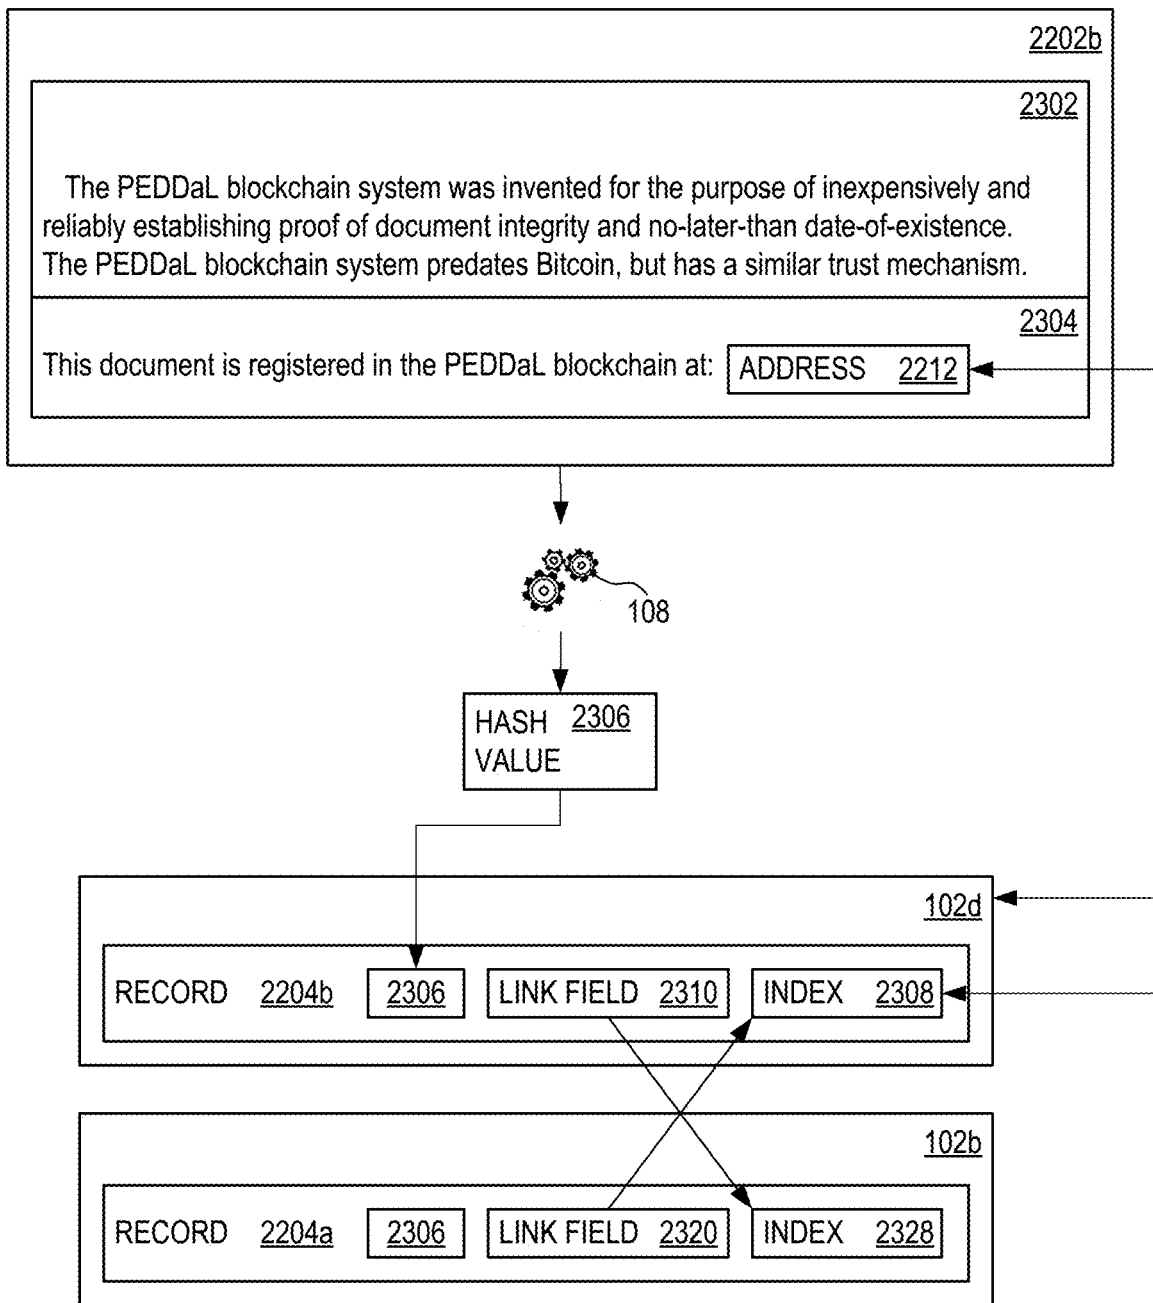 2202b
2302
The PEDDaL blockchain system was invented for the purpose of inexpensively and
reliably establishing proof of document integrity and no-later-than date-of-existence.
The PEDDaL blockchain system predates Bitcoin, but has a similar trust mechanism.
2304
This document is registered in the PEDDaL blockchain at: ADDRESS 2212
108
HASH 2306
VALUE
102d
RECORD 2204b 2306 LINK FIELD 2310 INDEX 2308
102b
RECORD 2204a 2306 LINK FIELD 2320 INDEX 2328